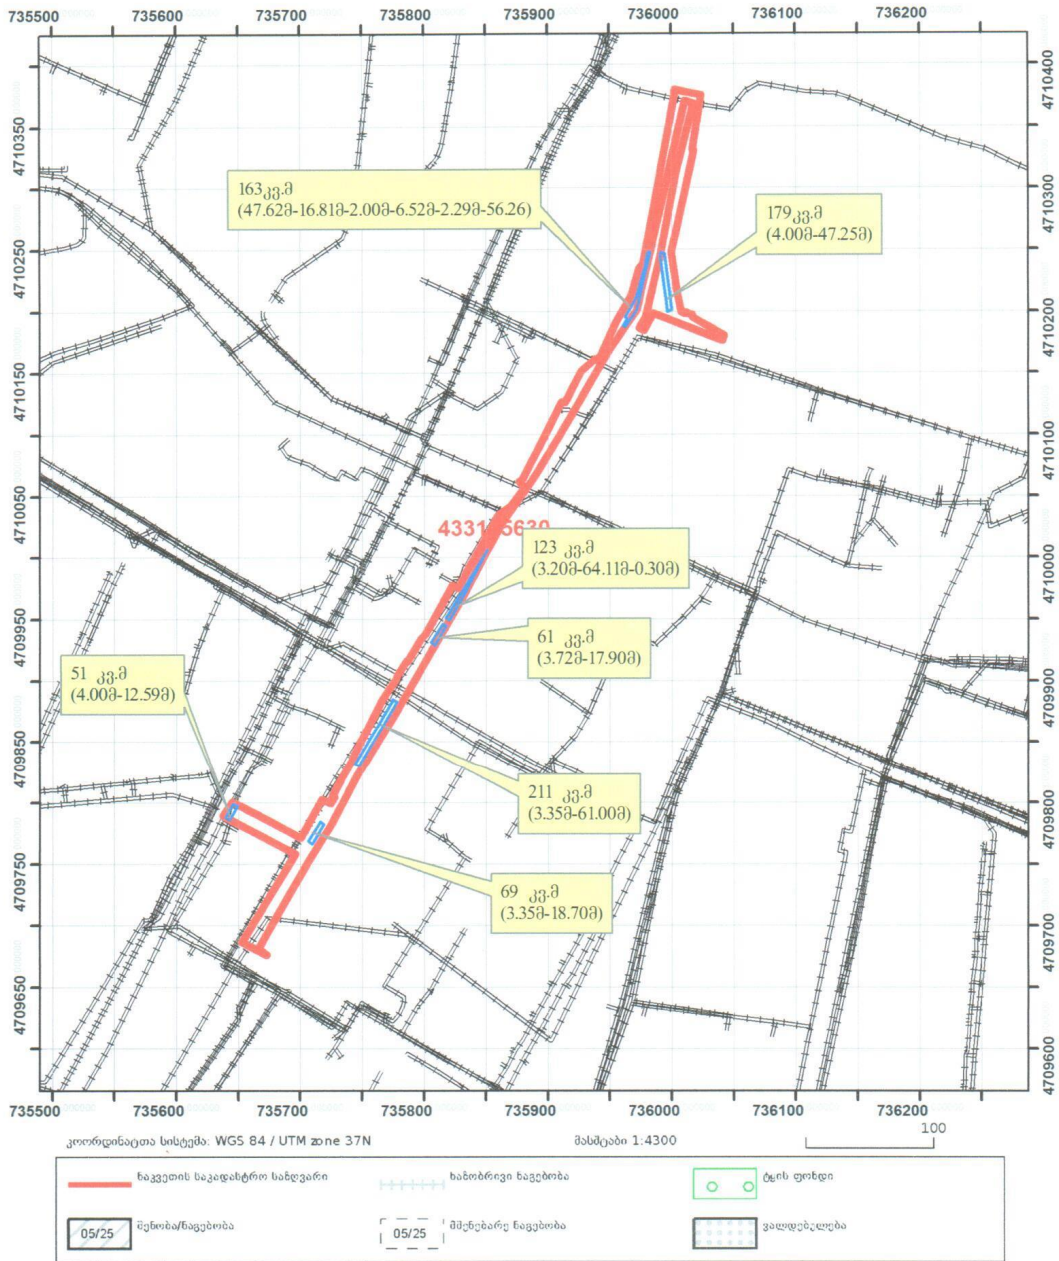 735500 735600 735700 735800 735900 736000 736100 736200
4710350
4710250
4710150
4710050
4709950
4709850
4709750
4709650
4710400
4710300
4710200
4710100
4710000
4709900
4709800
4709700
4709600
163კვ.მ
(47.62მ-16.81მ-2.00მ-6.52მ-2.29მ-56.26)
179კვ.მ
(4.00მ-47.25მ)
123 კვ.მ
(3.20მ-64.11მ-0.30მ)
61 კვ.მ
(3.72მ-17.90მ)
51 კვ.მ
(4.00მ-12.59მ)
211 კვ.მ
(3.35მ-61.00მ)
69 კვ.მ
(3.35მ-18.70მ)
735500 735600 735700 735800 735900 736000 736100 736200
კოორდინატთა სისტემა: WGS 84 / UTM zone 37N
მასშტაბი 1:4300
100
ნაკვეთის საკადასტრო საზღვარი
ხაზობრივი ნაგებობა
ტყის ფონდი
05/25
შენობა/ნაგებობა
05/25
მშენებარე ნაგებობა
ვალდებულება